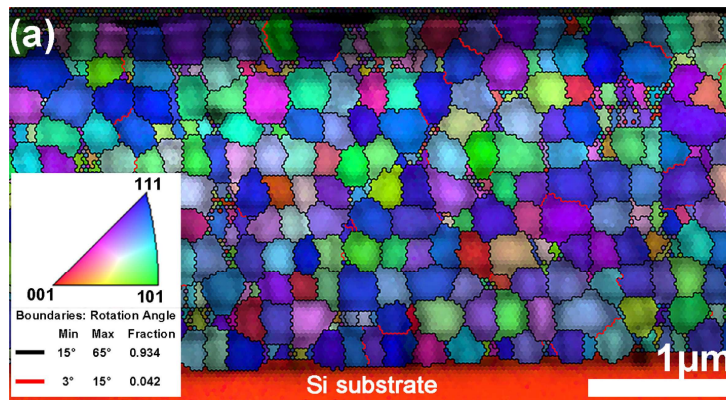 (a)
111
001
101
Boundaries: Rotation Angle
Min Max Fraction
15° 65° 0.934
3° 15° 0.042
Si substrate
1μm